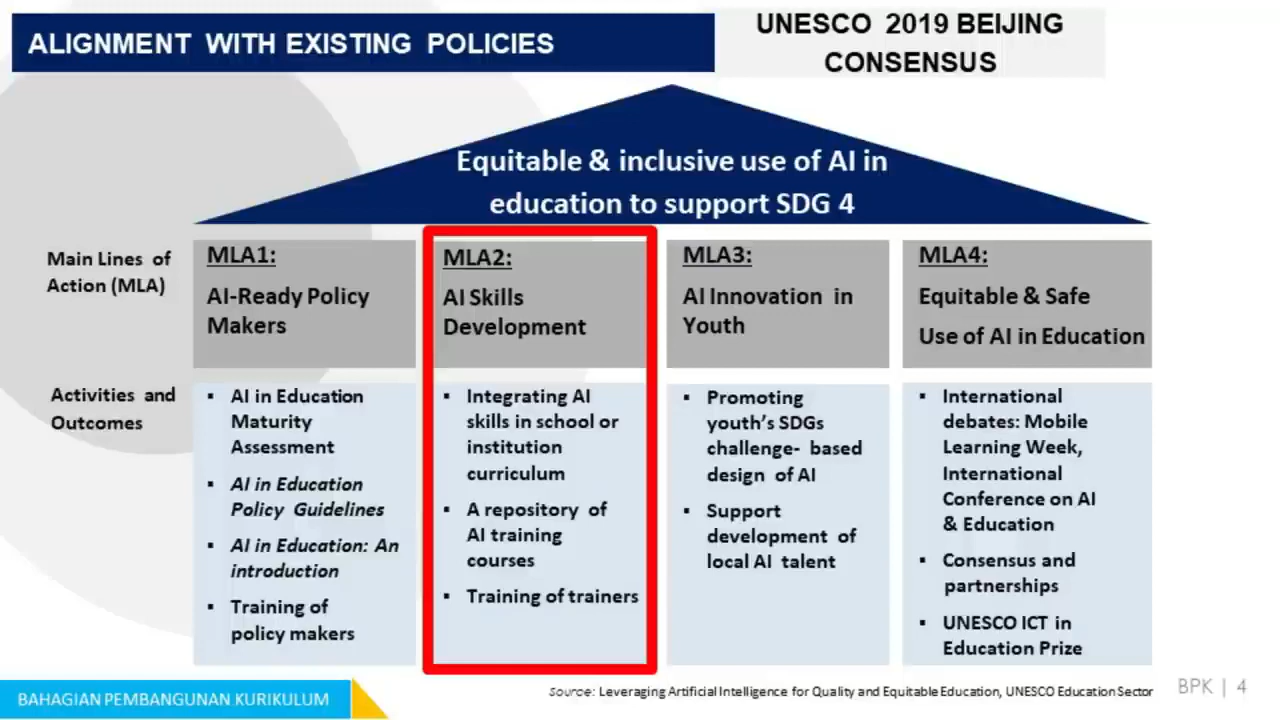 ALIGNMENT WITH EXISTING POLICIES
UNESCO 2019 BEIJING
CONSENSUS
Equitable & inclusive use of AI in
education to support SDG 4
Main Lines of
Action (MLA)
MLA1:
AI-Ready Policy
Makers
MLA2:
AI Skills
Development
MLA3:
AI Innovation in
Youth
MLA4:
Equitable & Safe
Use of AI in Education
Activities and
Outcomes
▪ AI in Education
Maturity
Assessment
▪ AI in Education
Policy Guidelines
▪ AI in Education: An
introduction
▪ Training of
policy makers
▪ Integrating AI
skills in school or
institution
curriculum
▪ A repository of
AI training
courses
▪ Training of trainers
▪ Promoting
youth's SDGs
challenge- based
design of AI
▪ Support
development of
local AI talent
▪ International
debates: Mobile
Learning Week,
International
Conference on AI
& Education
▪ Consensus and
partnerships
▪ UNESCO ICT in
Education Prize
BAHAGIAN PEMBANGUNAN KURIKULUM
Source: Leveraging Artificial Intelligence for Quality and Equitable Education, UNESCO Education Sector
BPK | 4